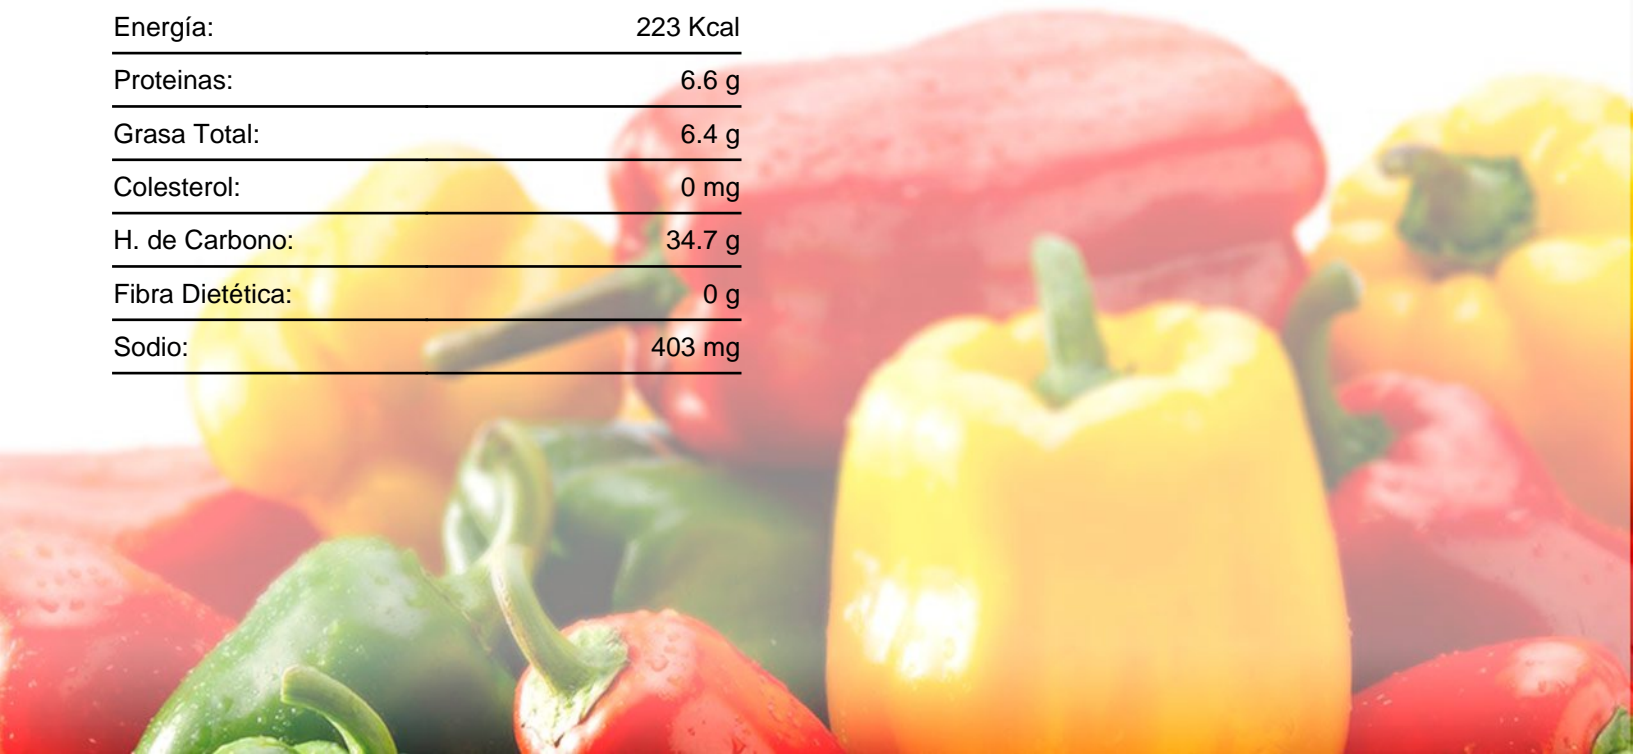 Energía: 223 Kcal
Proteinas: 6.6 g
Grasa Total: 6.4 g
Colesterol: 0 mg
H. de Carbono: 34.7 g
Fibra Dietética: 0 g
Sodio: 403 mg